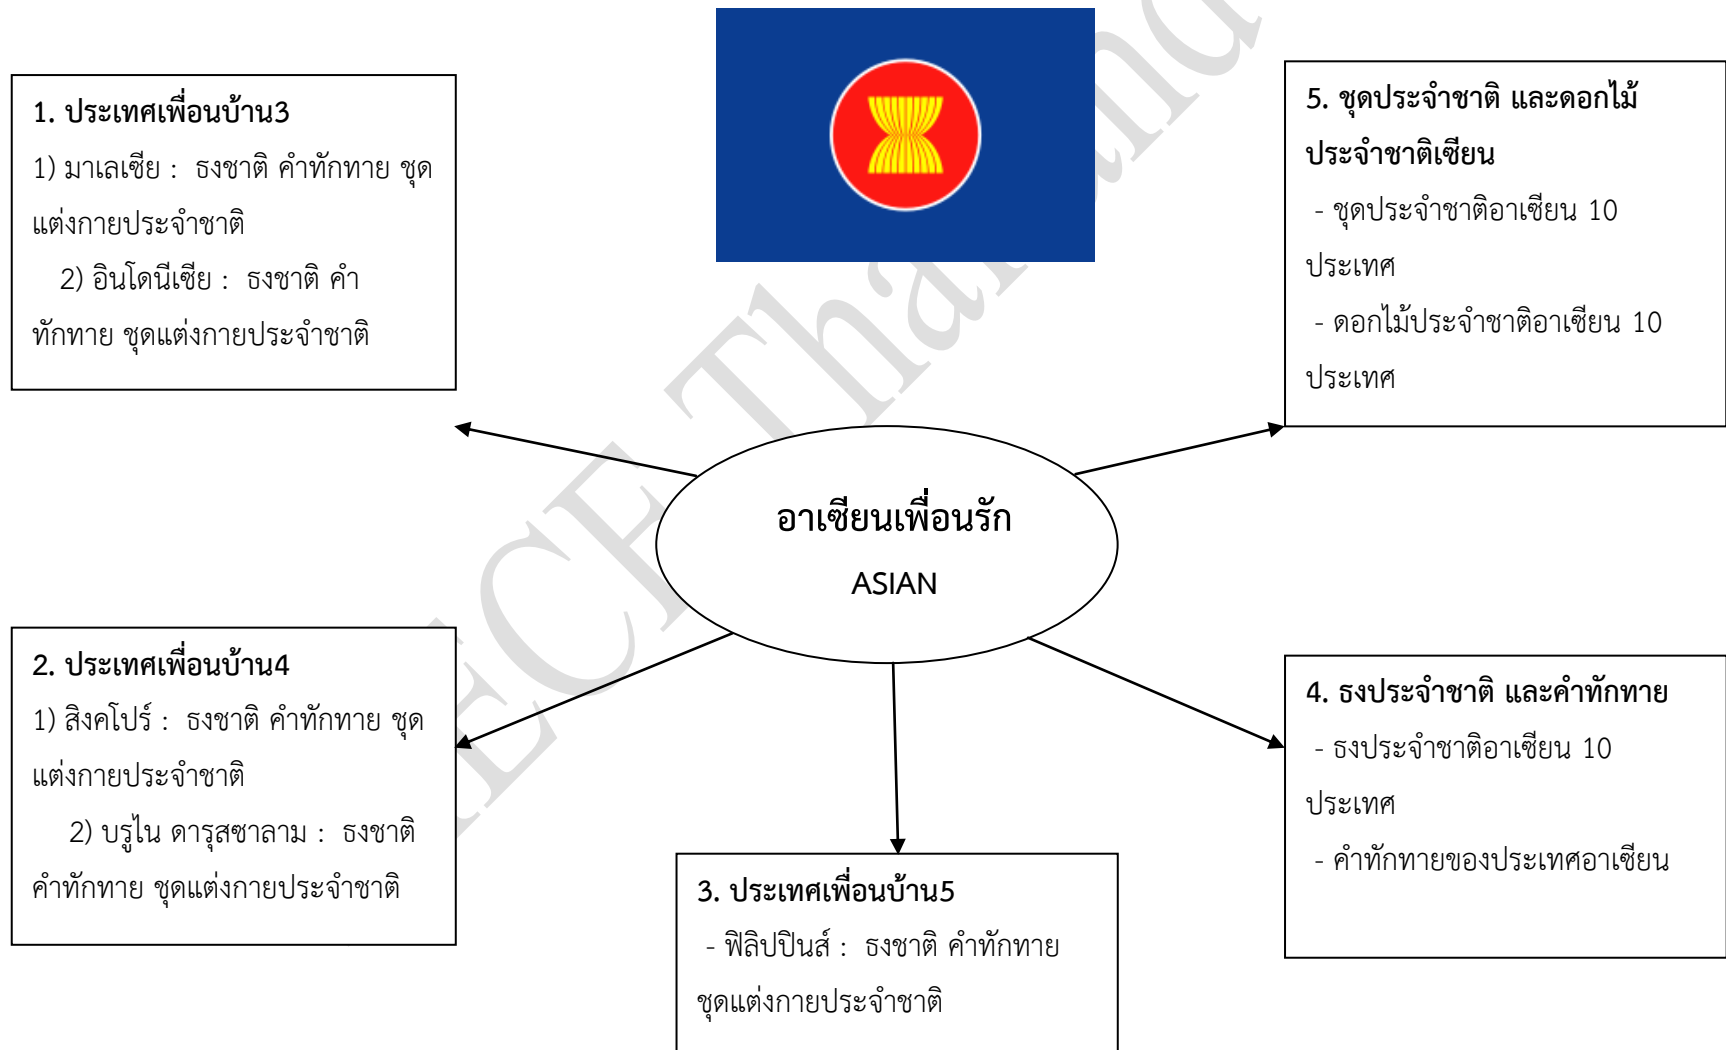 1. ประเทศเพื่อนบ้าน3
1) มาเลเซีย : ธงชาติ คำทักทาย ชุด
แต่งกายประจำชาติ
2) อินโดนีเซีย : ธงชาติ คำ
ทักทาย ชุดแต่งกายประจำชาติ
5. ชุดประจำชาติ และดอกไม้
ประจำชาติเซียน
- ชุดประจำชาติอาเซียน 10
ประเทศ
- ดอกไม้ประจำชาติอาเซียน 10
ประเทศ
อาเซียนเพื่อนรัก
ASIAN
2. ประเทศเพื่อนบ้าน4
1) สิงคโปร์ : ธงชาติ คำทักทาย ชุด
แต่งกายประจำชาติ
2) บรูไน ดารุสซาลาม : ธงชาติ
คำทักทาย ชุดแต่งกายประจำชาติ
3. ประเทศเพื่อนบ้าน5
- ฟิลิปปินส์ : ธงชาติ คำทักทาย
ชุดแต่งกายประจำชาติ
4. ธงประจำชาติ และคำทักทาย
- ธงประจำชาติอาเซียน 10
ประเทศ
- คำทักทายของประเทศอาเซียน